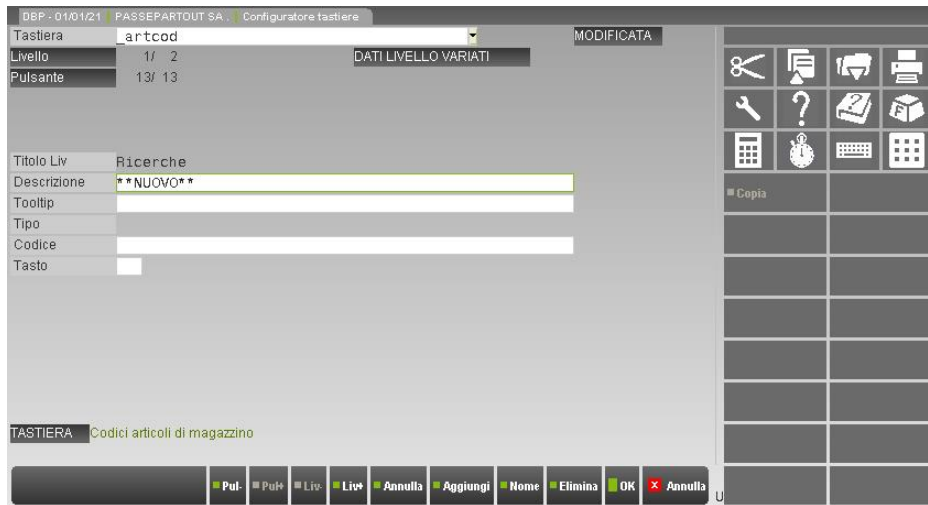 DBP - 01/01/21 PASSEPARTOUT SA. Configuratore tastiere
Tastiera _artcod MODIFICATA
Livello 1/ 2 DATI LIVELLO VARIATI
Pulsante 13/ 13
Titolo Liv Ricerche
Descrizione **NUOVO**
Tooltip
Tipo
Codice
Tasto
Copia
TASTIERA Codici articoli di magazzino
Pul- Pul+ Liv- Liv+ Annulla Aggiungi Nome Elimina OK Annulla
U